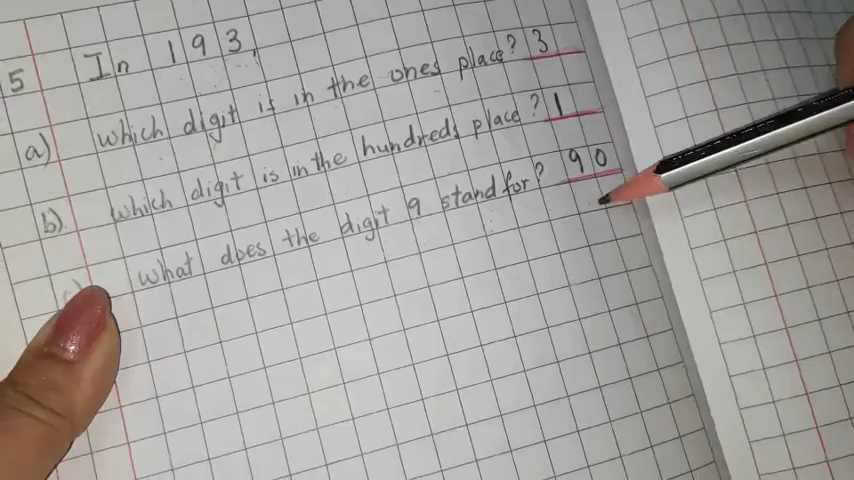 5 In 193,
a) which digit is in the ones place? 3
b) which digit is in the hundreds place? 1
c) what does the digit 9 stand for? 90